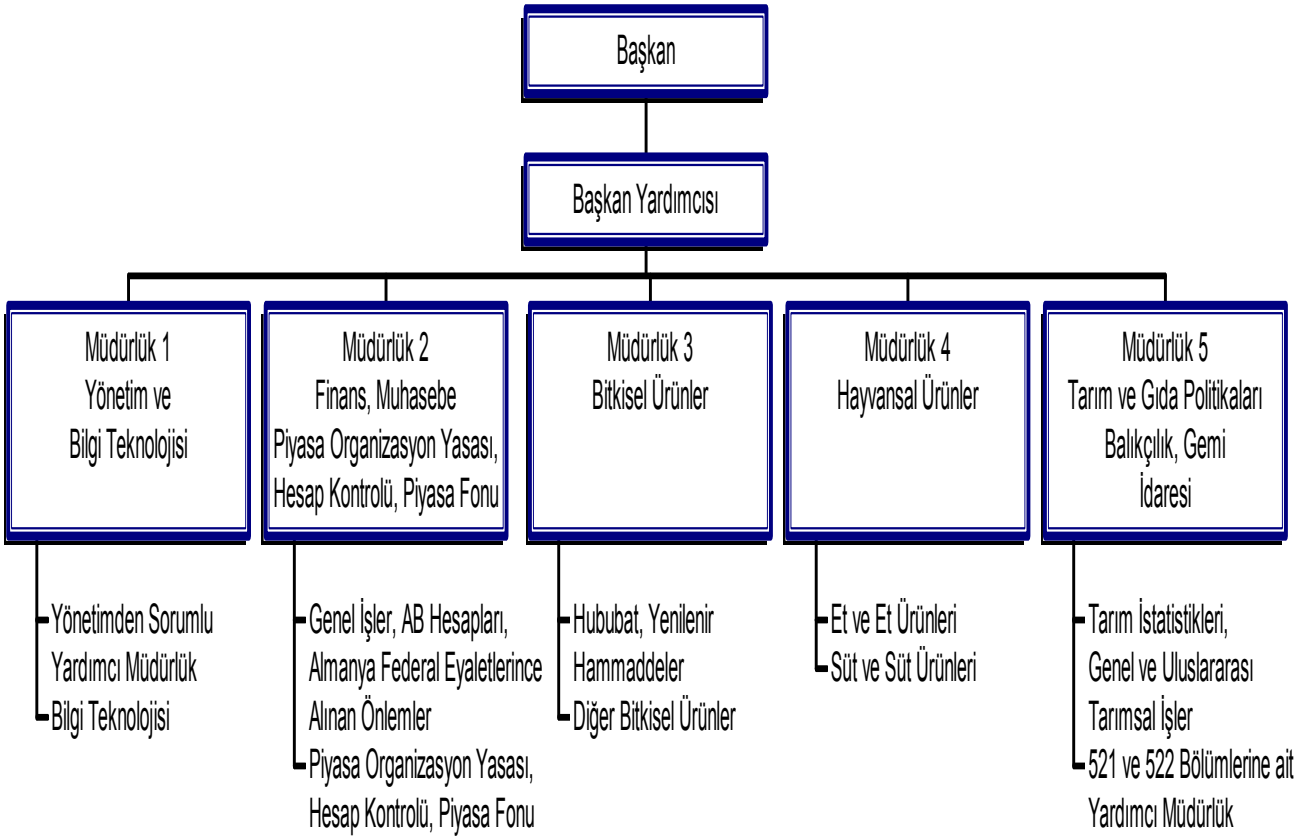 Başkan
Başkan Yardımcısı
Müdürlük 1
Yönetim ve
Bilgi Teknolojisi
Müdürlük 2
Finans, Muhasebe
Piyasa Organizasyon Yasası,
Hesap Kontrolü, Piyasa Fonu
Müdürlük 3
Bitkisel Ürünler
Müdürlük 4
Hayvansal Ürünler
Müdürlük 5
Tarım ve Gıda Politikaları
Balıkçılık, Gemi
İdaresi
Yönetimden Sorumlu
Yardımcı Müdürlük
Bilgi Teknolojisi
Genel İşler, AB Hesapları,
Almanya Federal Eyaletlerince
Alınan Önlemler
Piyasa Organizasyon Yasası,
Hesap Kontrolü, Piyasa Fonu
Hububat, Yenilenir
Hammaddeler
Diğer Bitkisel Ürünler
Et ve Et Ürünleri
Süt ve Süt Ürünleri
Tarım İstatistikleri,
Genel ve Uluslararası
Tarımsal İşler
521 ve 522 Bölümlerine ait
Yardımcı Müdürlük